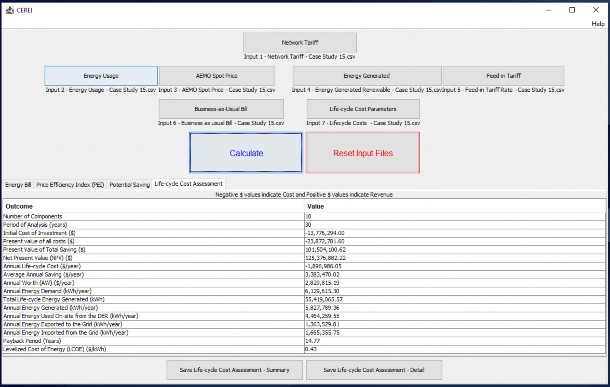 CEREI
Help
Network Tariff
Input 1 - Network Tariff - Case Study 15.csv
Energy Usage
AEMO Spot Price
Energy Generated
Feed-in Tariff
Input 2 - Energy Usage - Case Study 15.csv
Input 3 - AEMO Spot Price - Case Study 15.csv
Input 4 - Energy Generated Renewable - Case Study 15.csv
Input 5 - Feed-in Tariff Rate - Case Study 15.csv
Business-as-Usual Bill
Life-cycle Cost Parameters
Input 6 - Business as usual Bill - Case Study 15.csv
Input 7 - Lifecycle Costs - Case Study 15.csv
Calculate
Reset Input Files
Energy Bill
Price Efficiency Index (PEI)
Potential Saving
Life-cycle Cost Assessment
Negative $ values indicate Cost and Positive $ values indicate Revenue
Outcome Value
Number of Components 10
Period of Analysis (years) 30
Initial Cost of Investment ($) -13,776,294.00
Present value of all costs ($) -23,872,781.60
Present Value of Total Saving ($) 101,504,100.62
Net Present Value (NPV) ($) 125,376,882.22
Annual Life-cycle Cost ($/year) -1,896,986.05
Average Annual Saving ($/year) 3,383,470.02
Annual Worth (AW) ($/year) 2,829,815.19
Annual Energy Demand (kWh/year) 6,129,615.30
Total Life-cycle Energy Generated (kWh) 55,419,065.57
Annual Energy Generated (kWh/year) 5,827,789.36
Annual Energy Used On-site from the DER (kWh/year) 4,464,259.55
Annual Energy Exported to the Grid (kWh/year) 1,363,529.81
Annual Energy Imported from the Grid (kWh/year) 1,665,355.75
Payback Period (Years) 14.77
Levelized Cost of Energy (LCOE) ($/kWh) 0.43
Save Life-cycle Cost Assessment - Summary
Save Life-cycle Cost Assessment - Detail